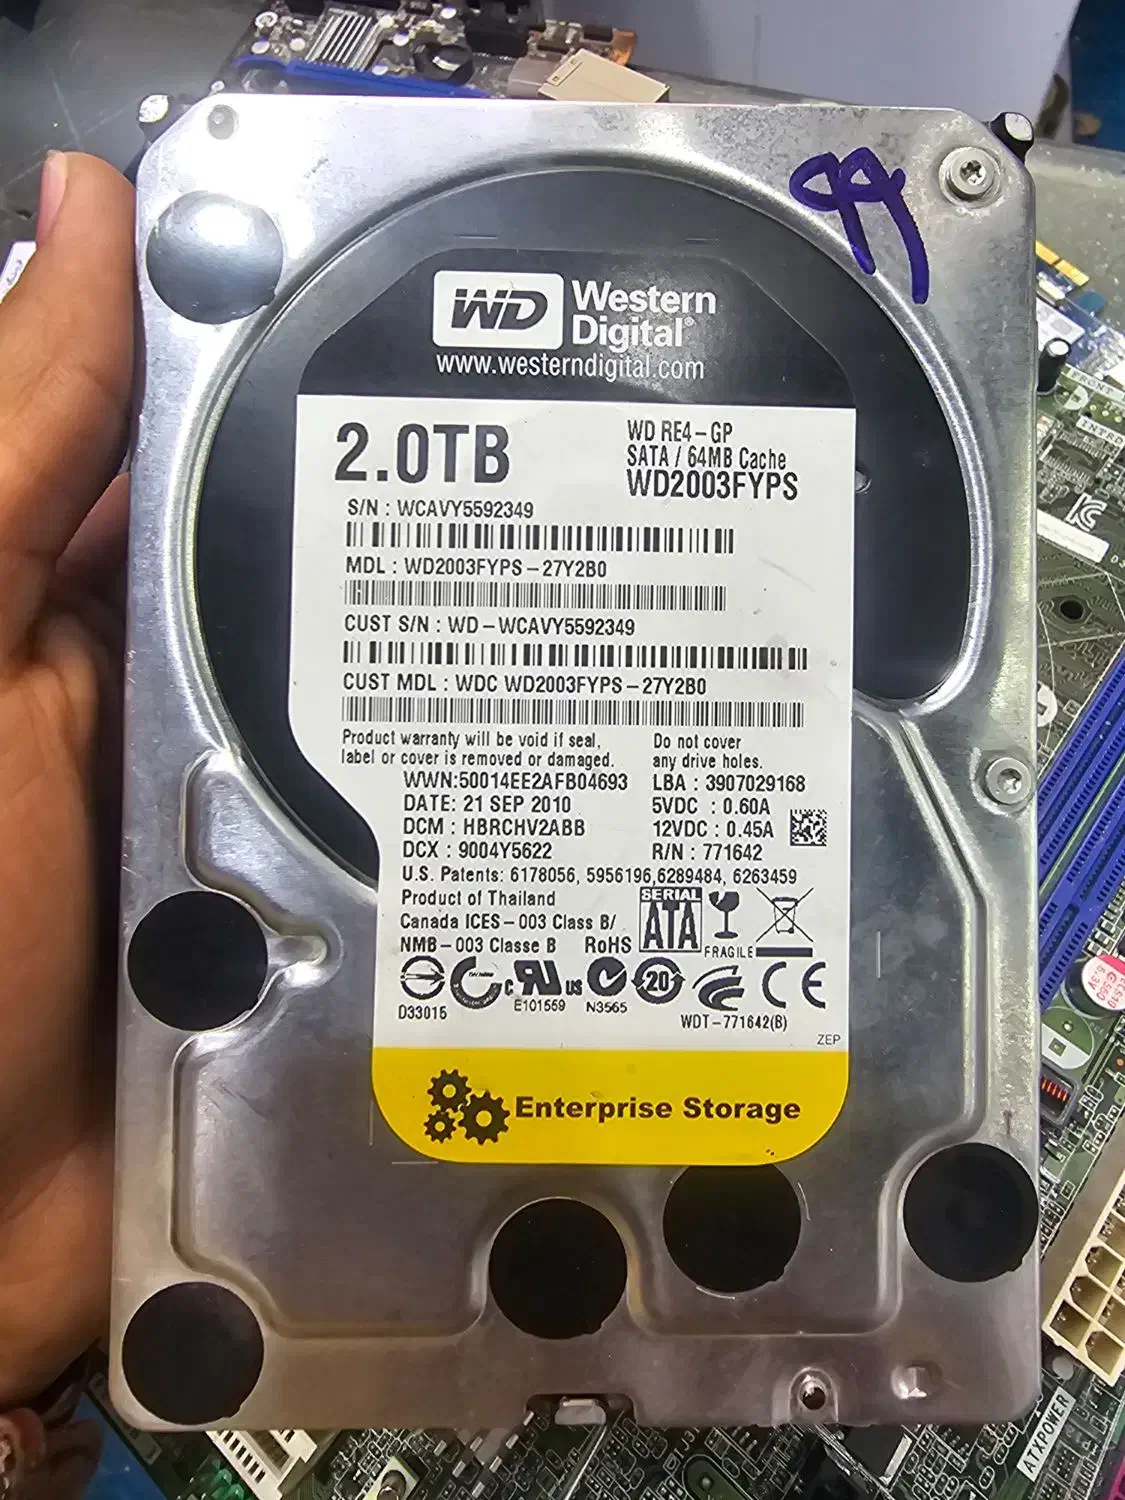 99
WD Western Digital®
www.westerndigital.com
2.0TB
WD RE4-GP
SATA / 64MB Cache
WD2003FYPS
S/N : WCAVY5592349
MDL : WD2003FYPS-27Y2B0
CUST S/N : WD-WCAVY5592349
CUST MDL : WDC WD2003FYPS-27Y2B0
Product warranty will be void if seal,
label or cover is removed or damaged.
Do not cover
any drive holes.
WWN:50014EE2AFB04693
LBA : 3907029168
DATE: 21 SEP 2010
5VDC : 0.60A
DCM : HBRCHV2ABB
12VDC : 0.45A
DCX : 9004Y5622
R/N : 771642
U.S. Patents: 6178056, 5956196,6289484, 6263459
Product of Thailand
Canada ICES-003 Class B/
NMB-003 Classe B RoHS
SERIAL
ATA
FRAGILE
D33015
c UR us
E101559
N3565
20
CE
WDT-771642(B)
ZEP
Enterprise Storage
ATXPOWER